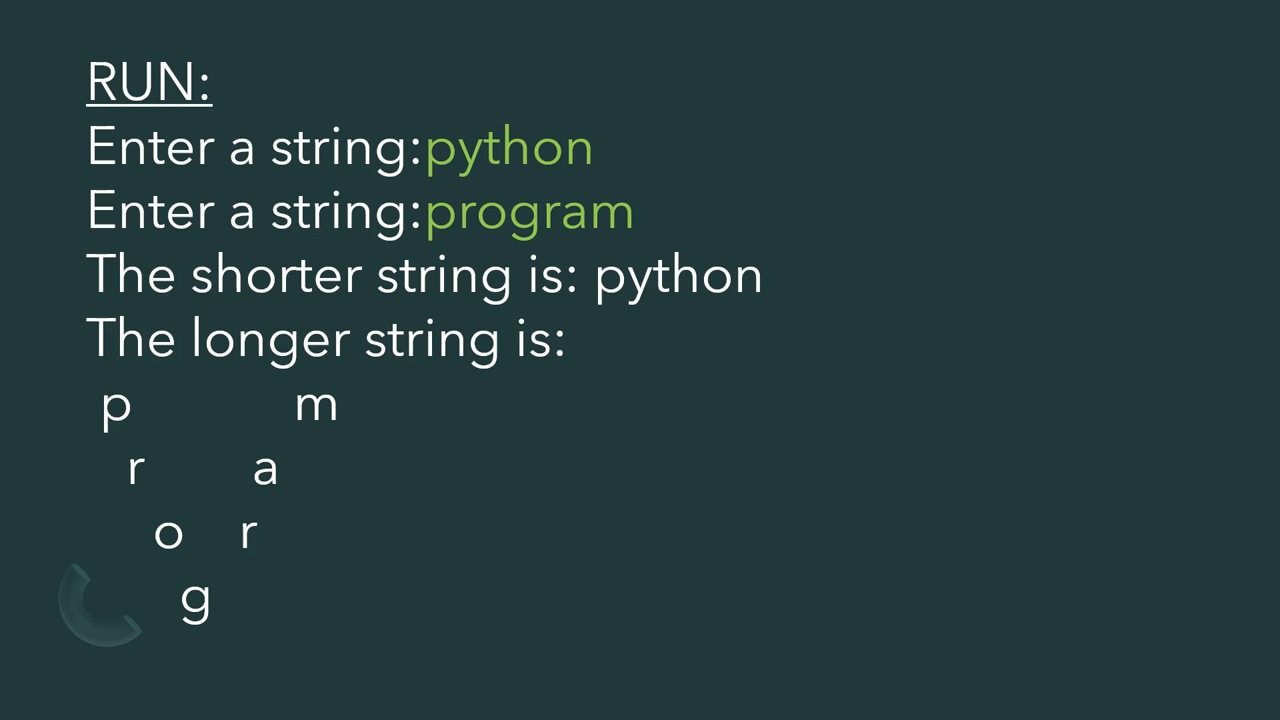 RUN:
Enter a string:python
Enter a string:program
The shorter string is: python
The longer string is:
p m
r a
o r
g